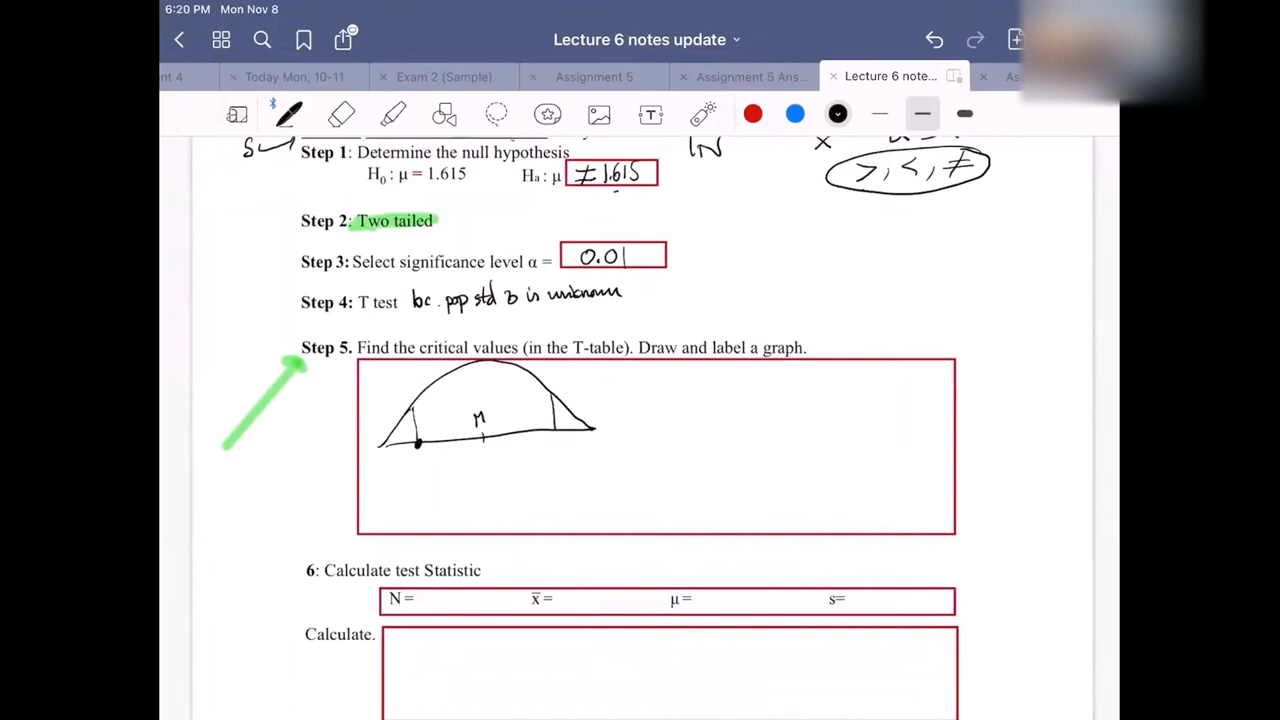 6:20 PM Mon Nov 8
Lecture 6 notes update
nt 4
Today Mon, 10-11
Exam 2 (Sample)
Assignment 5
Assignment 5 Ans...
Lecture 6 note...
As
T
Step 1: Determine the null hypothesis
H₀ : μ = 1.615 Hₐ : μ ≠ 1.615
>, <, ≠
Step 2: Two tailed
Step 3: Select significance level α = 0.01
Step 4: T test bc. pop std is unknown
Step 5. Find the critical values (in the T-table). Draw and label a graph.
M
6: Calculate test Statistic
N = x̄ = μ = s=
Calculate.